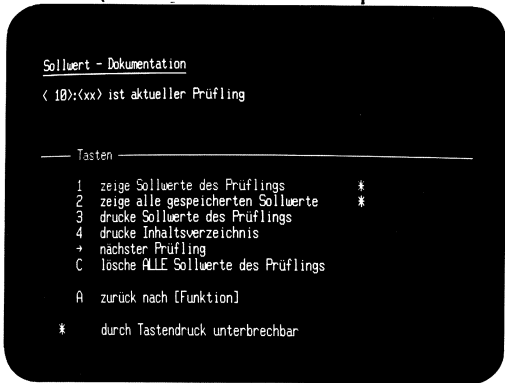 Sollwert - Dokumentation
< 10>:<xx> ist aktueller Prüfling
Tasten
1 zeige Sollwerte des Prüflings *
2 zeige alle gespeicherten Sollwerte *
3 drucke Sollwerte des Prüflings
4 drucke Inhaltsverzeichnis
→ nächster Prüfling
C lösche ALLE Sollwerte des Prüflings
A zurück nach [Funktion]
* durch Tastendruck unterbrechbar